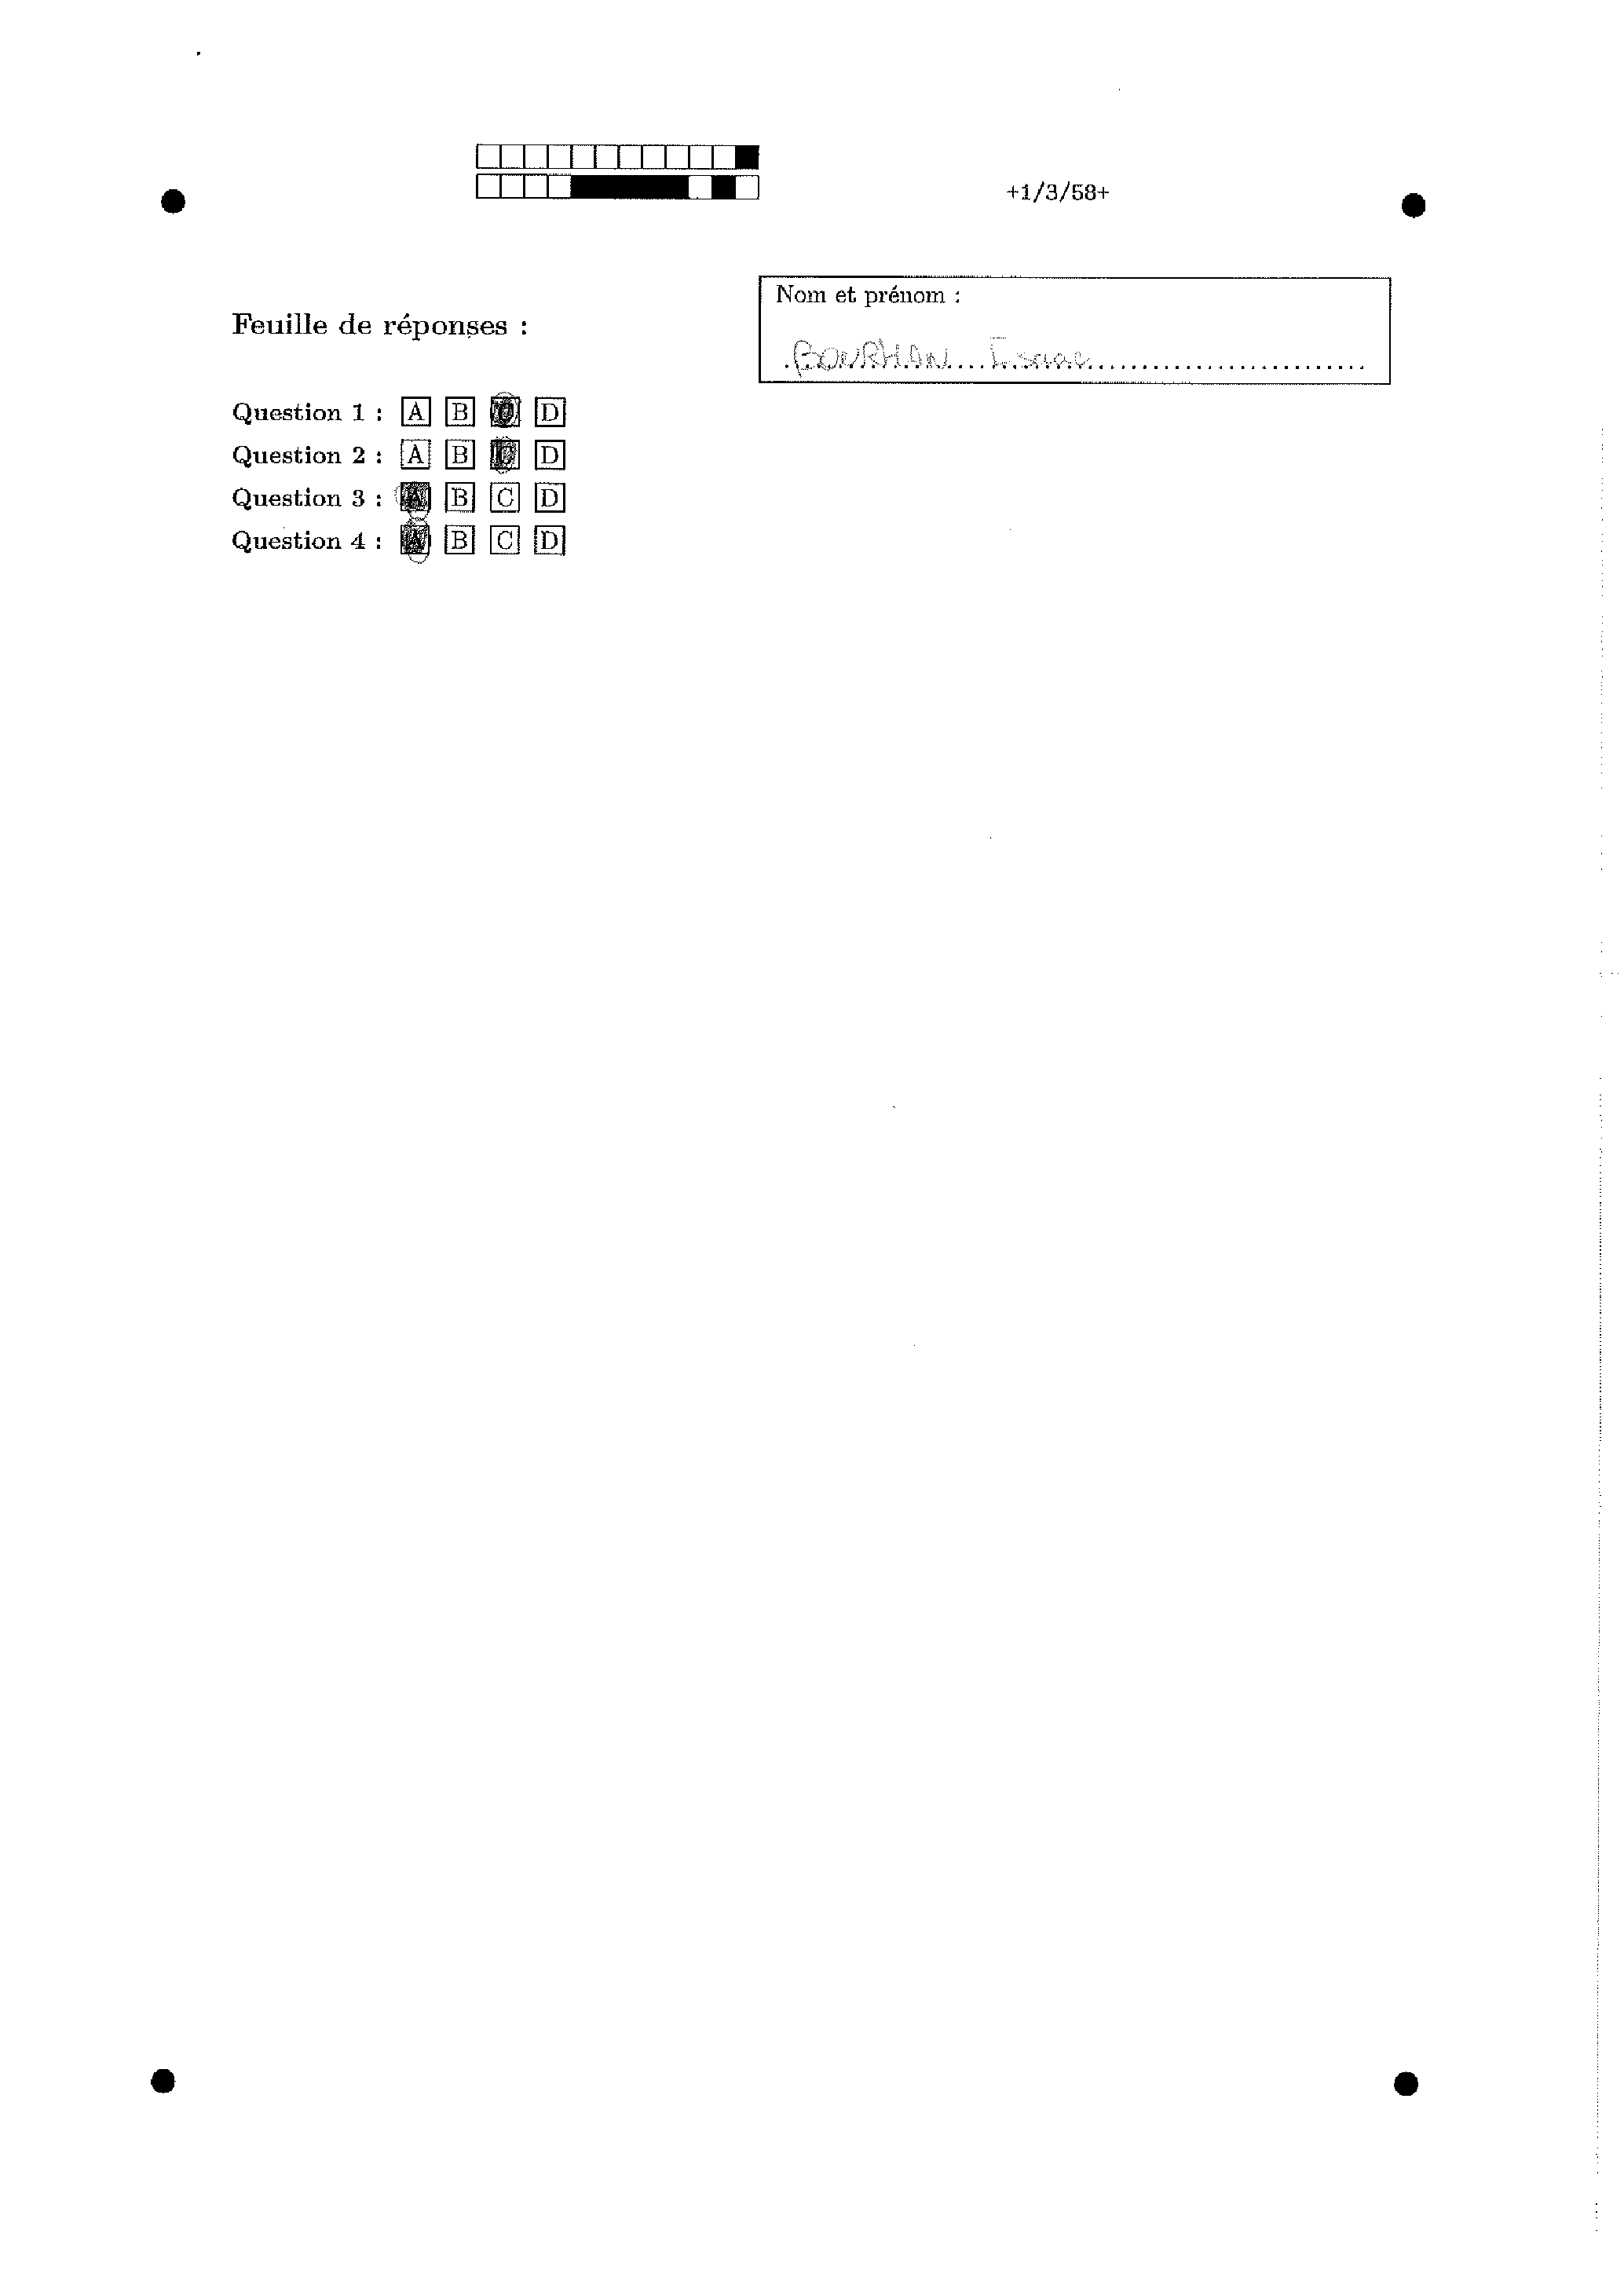 +1/3/58+
Nom et prénom :
Feuille de réponses :
BOURHAN Isaac
Question 1 : A B C D
Question 2 : A B C D
Question 3 : A B C D
Question 4 : A B C D